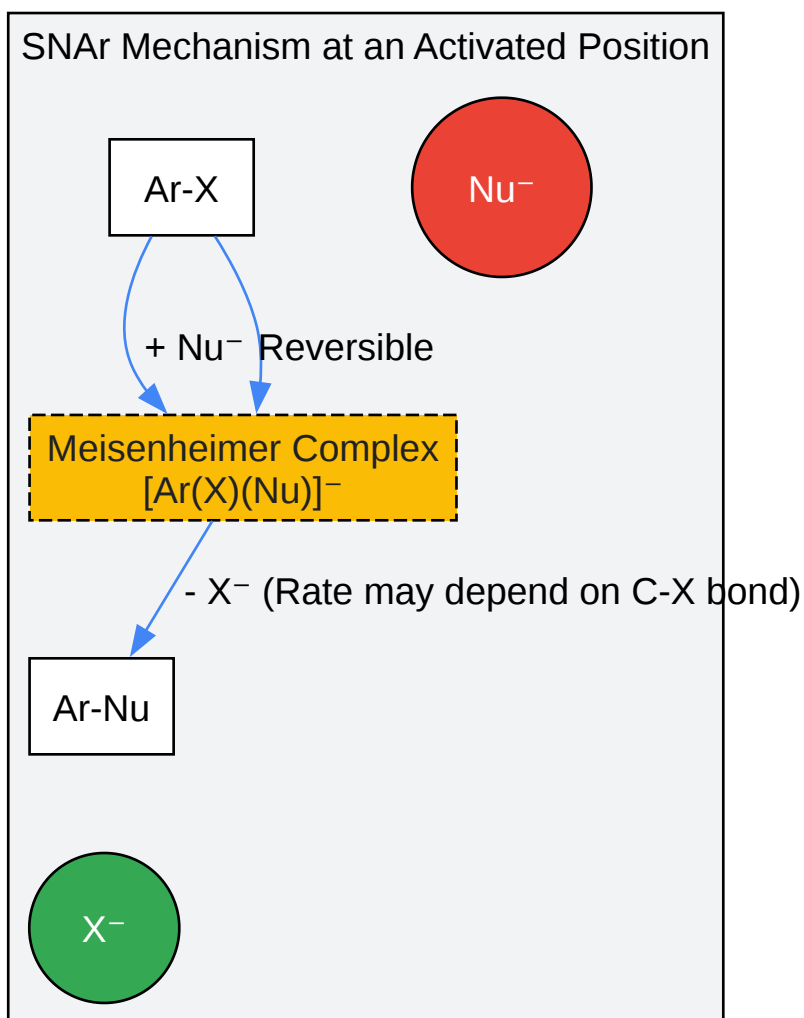 SNAr Mechanism at an Activated Position
Ar-X
Nu⁻
+ Nu⁻
Reversible
Meisenheimer Complex
[Ar(X)(Nu)]⁻
- X⁻ (Rate may depend on C-X bond)
Ar-Nu
X⁻